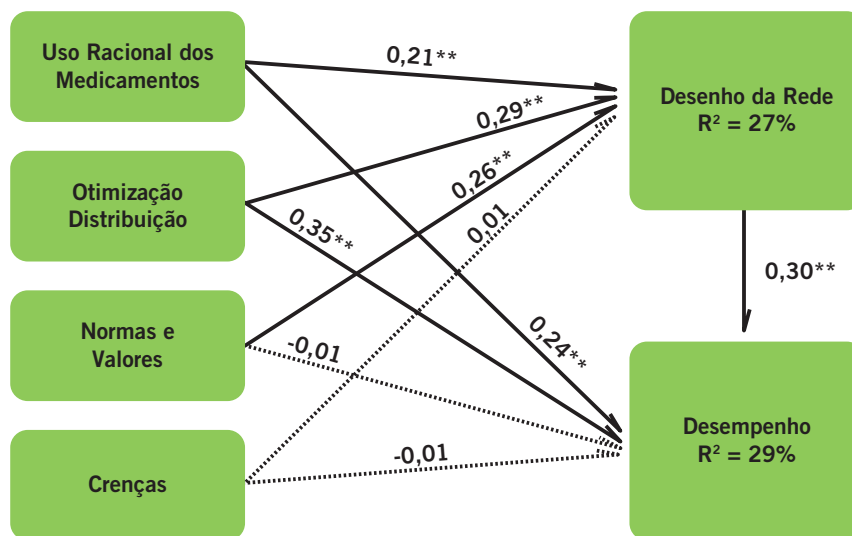 Uso Racional dos
Medicamentos
Otimização
Distribuição
Normas e
Valores
Crenças
0,21**
0,29**
0,26**
0,01
0,35**
0,24**
-0,01
-0,01
Desenho da Rede
R² = 27%
0,30**
Desempenho
R² = 29%